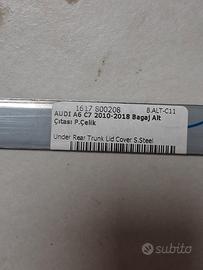 1617 800208
B.ALT-C11
AUDI A6 C7 2010-2018 Bagaj Alt
Çıtası P.Çelik
Under Rear Trunk Lid Cover S.Steel
subito